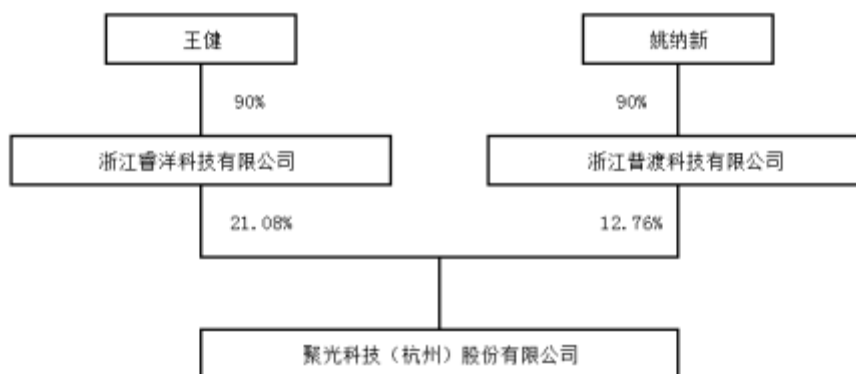 王健
姚纳新
90%
90%
浙江睿洋科技有限公司
浙江普渡科技有限公司
21.08%
12.76%
聚光科技（杭州）股份有限公司